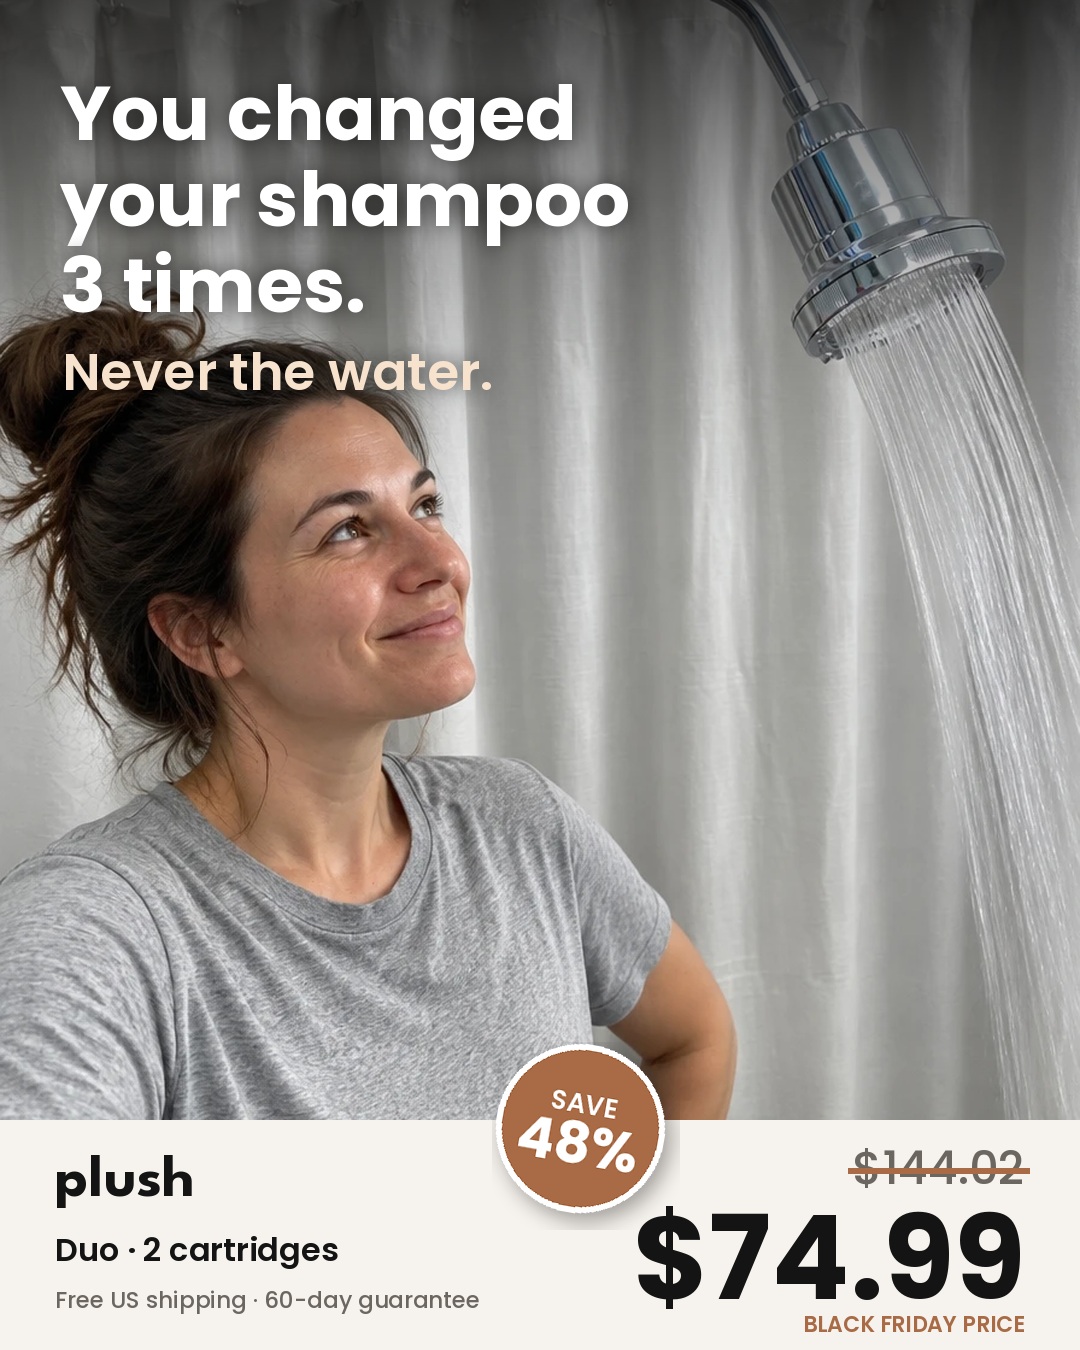 You changed
your shampoo
3 times.
Never the water.
SAVE
48%
plush
Duo · 2 cartridges
Free US shipping · 60-day guarantee
$144.02
$74.99
BLACK FRIDAY PRICE